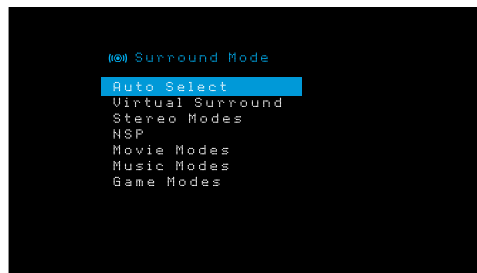 Surround Mode
Auto Select
Virtual Surround
Stereo Modes
NSP
Movie Modes
Music Modes
Game Modes